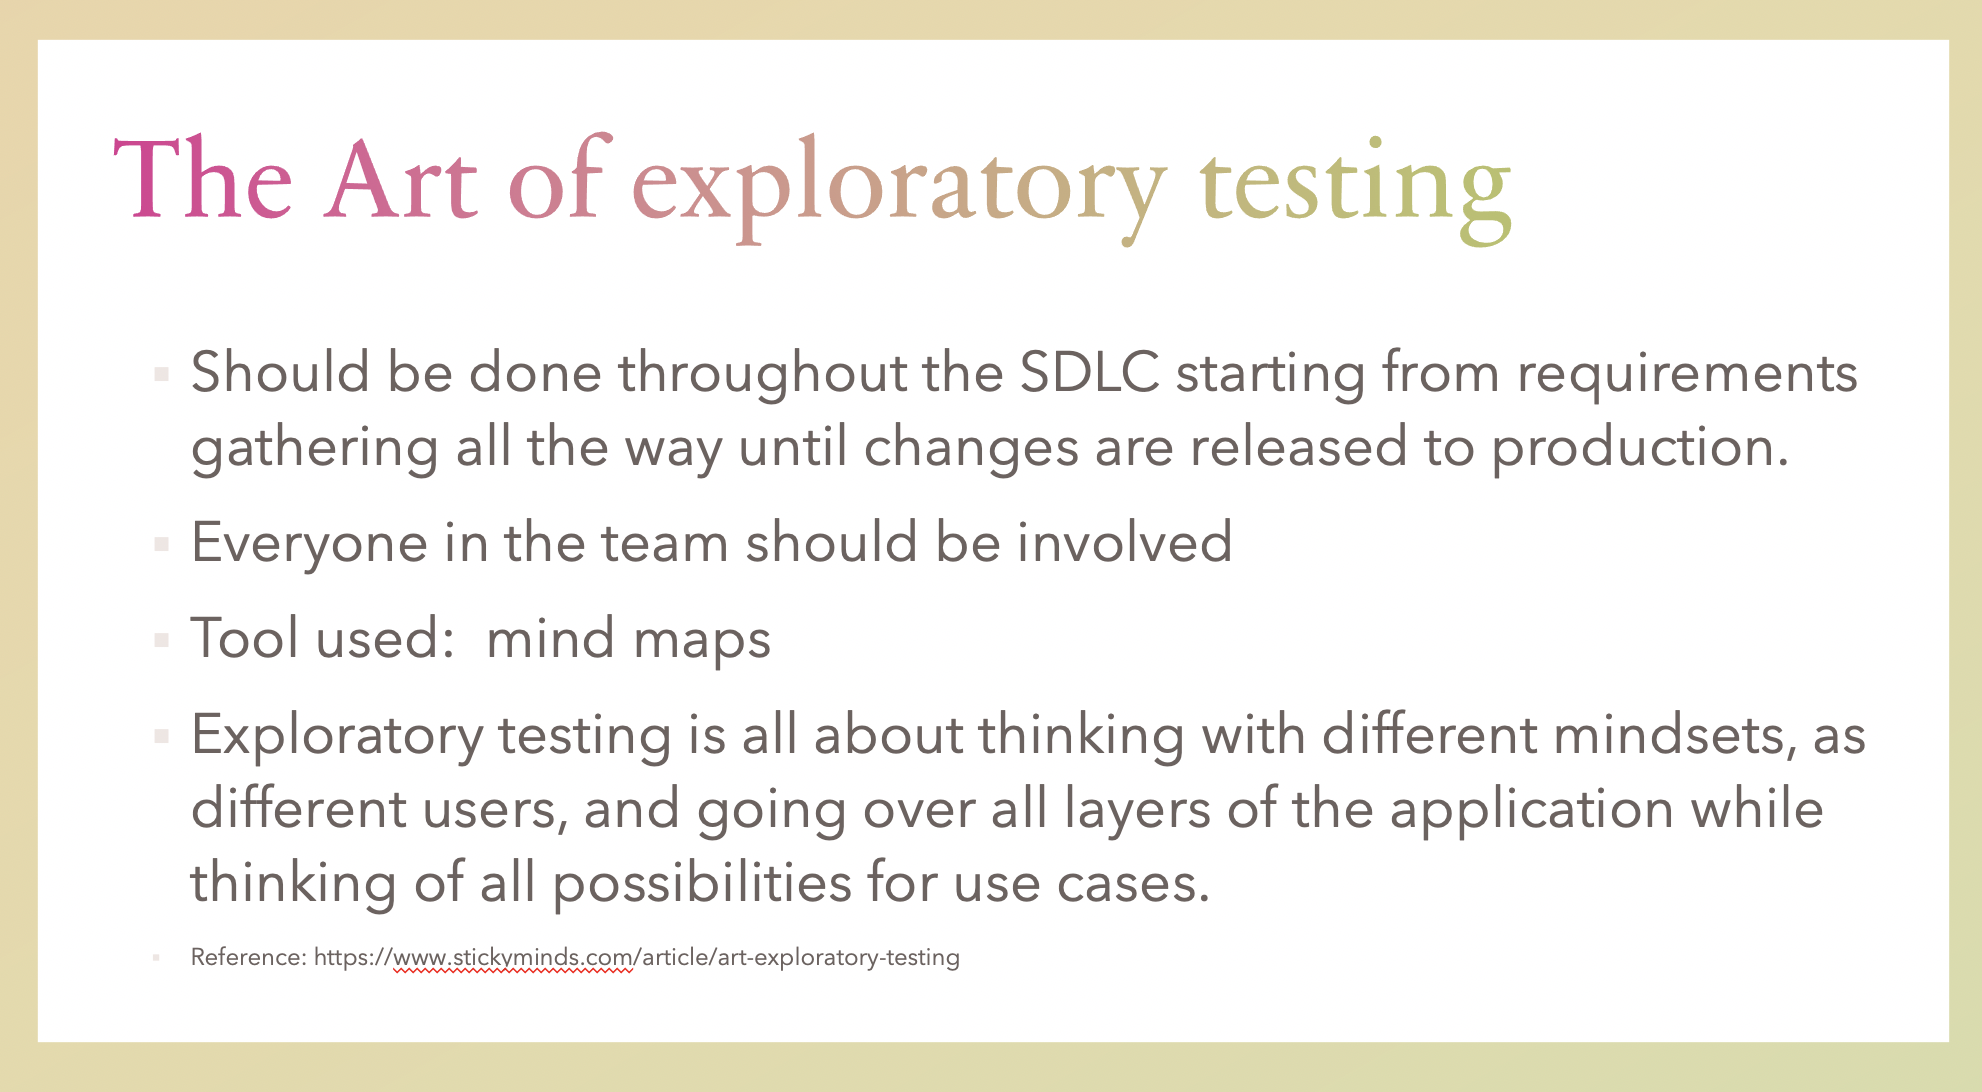 The Art of exploratory testing
Should be done throughout the SDLC starting from requirements
gathering all the way until changes are released to production.
Everyone in the team should be involved
Tool used:  mind maps
Exploratory testing is all about thinking with different mindsets, as
different users, and going over all layers of the application while
thinking of all possibilities for use cases.
Reference: https://www.stickyminds.com/article/art-exploratory-testing